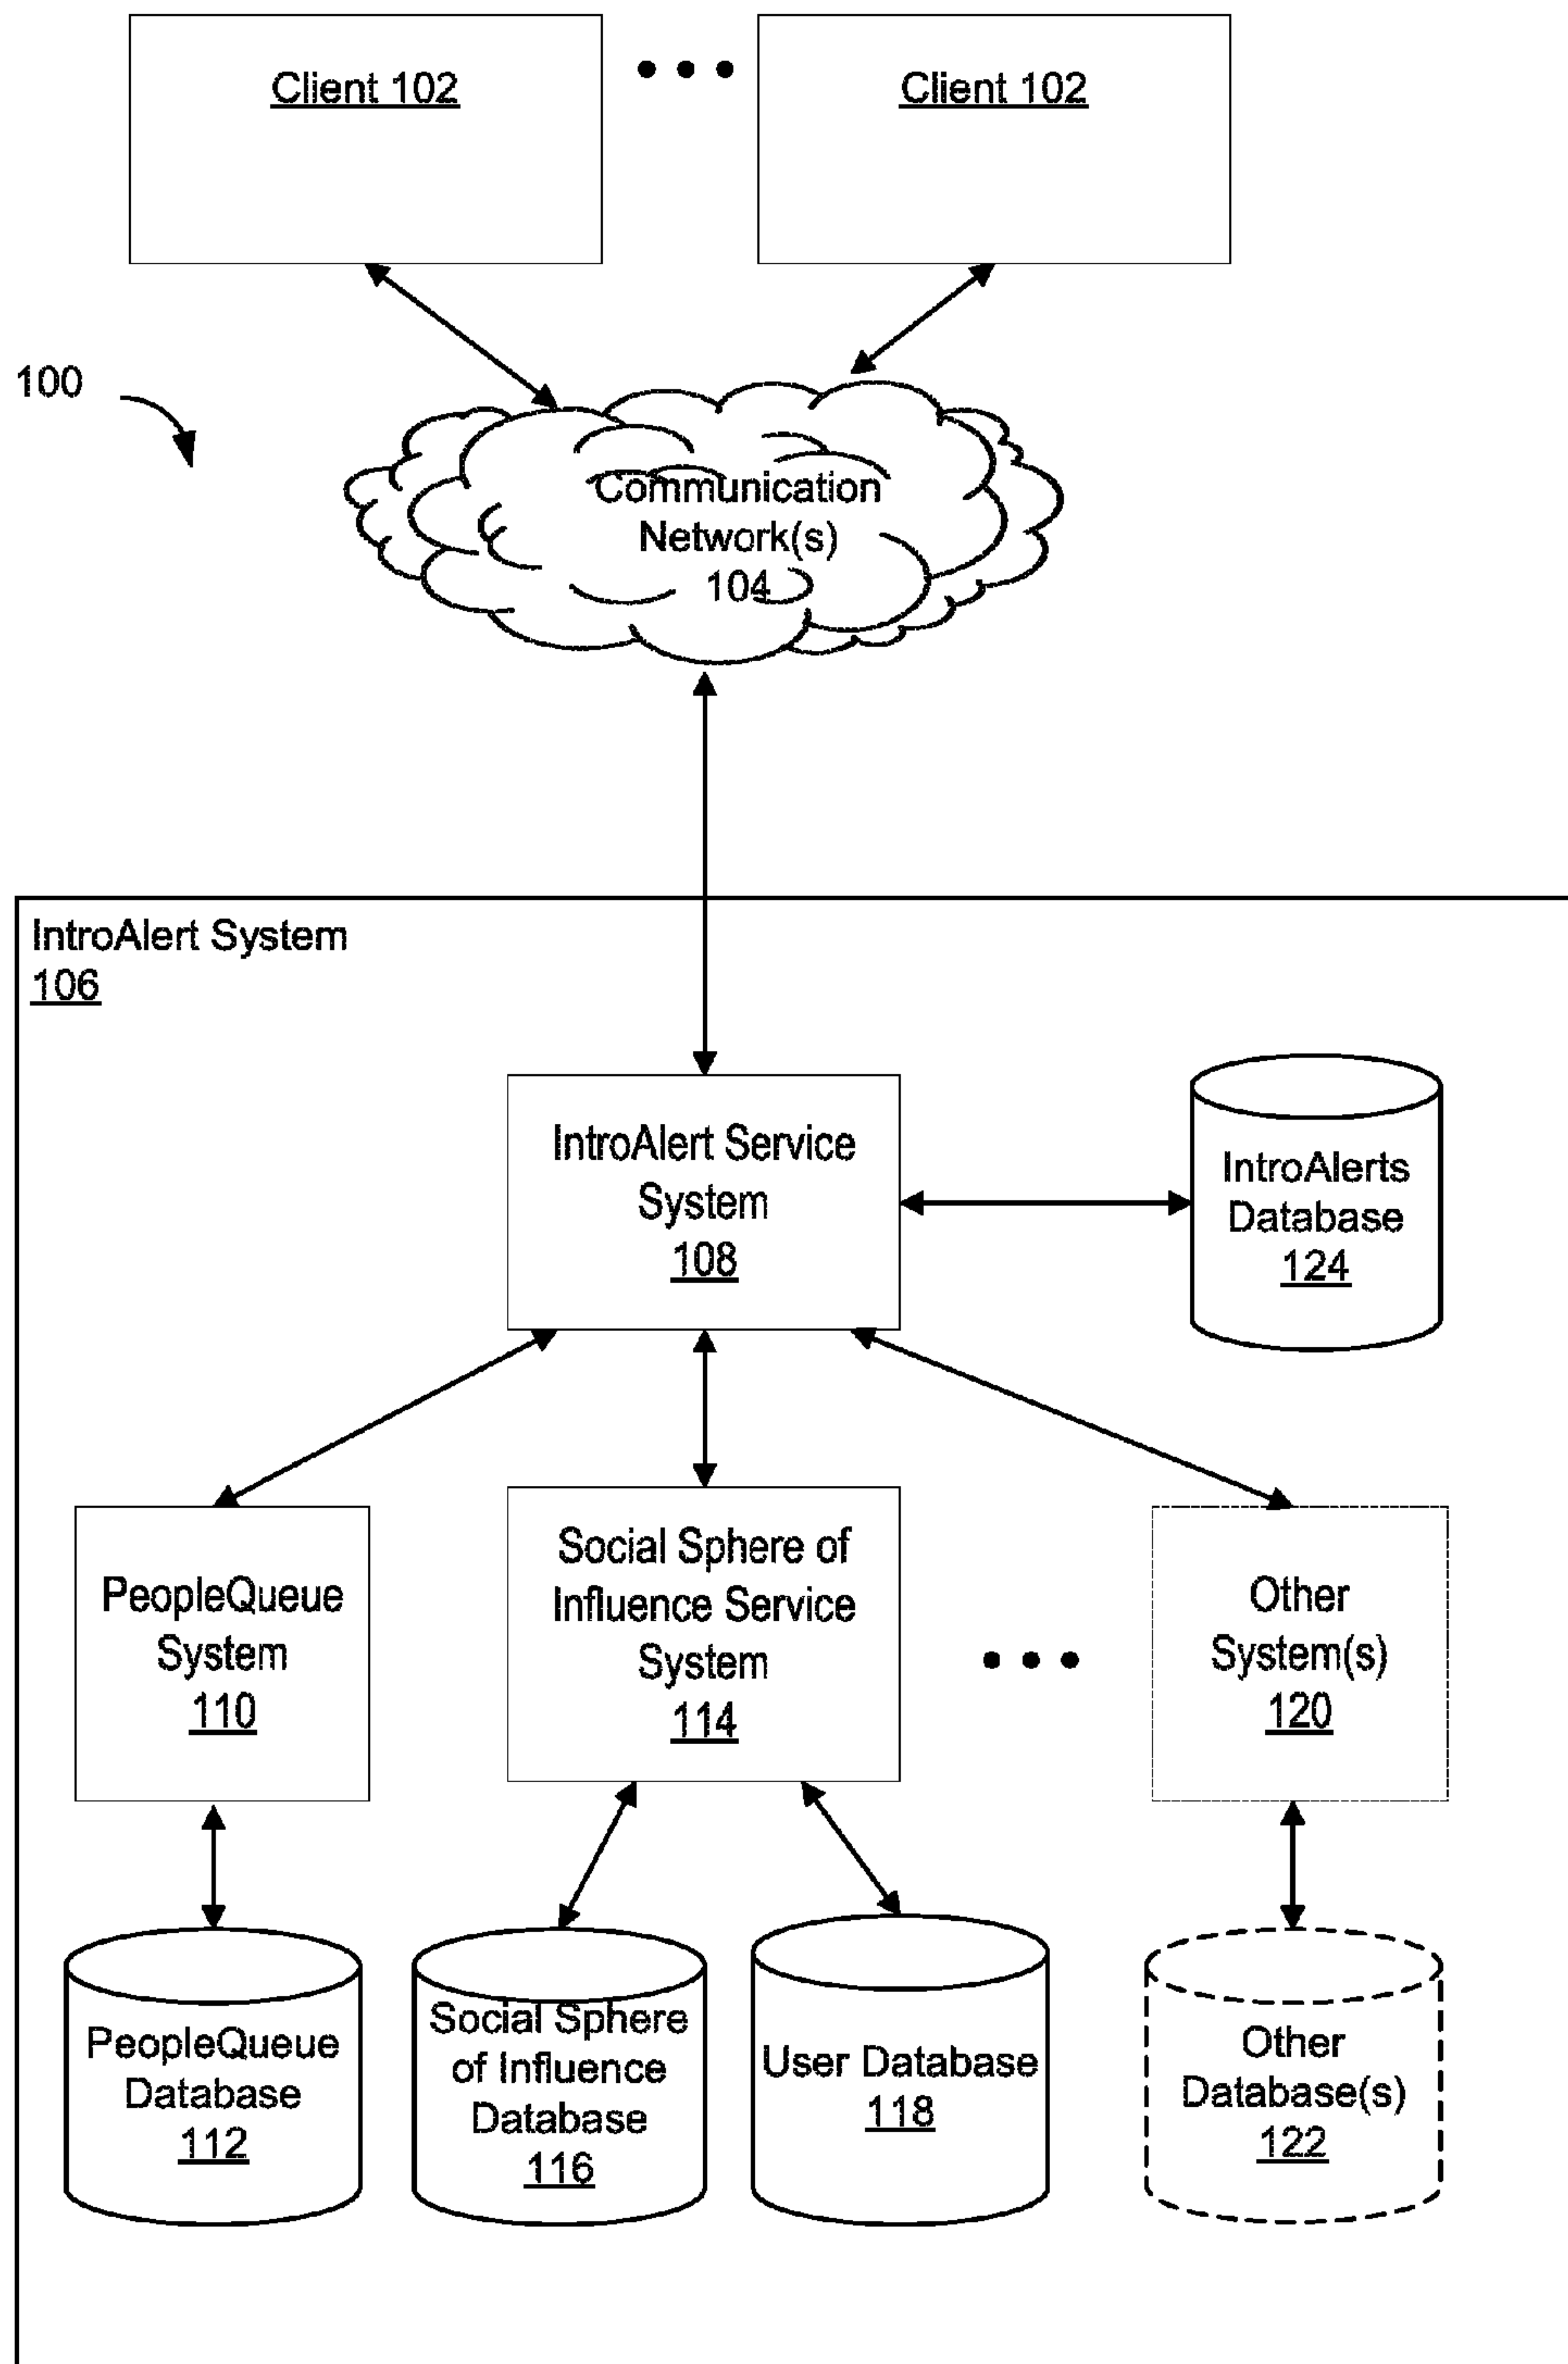 Client 102
Client 102
100
Communication
Network(s)
104
IntroAlert System
106
IntroAlert Service
System
108
IntroAlerts
Database
124
PeopleQueue
System
110
Social Sphere of
Influence Service
System
114
Other
System(s)
120
PeopleQueue
Database
112
Social Sphere
of Influence
Database
116
User Database
118
Other
Database(s)
122